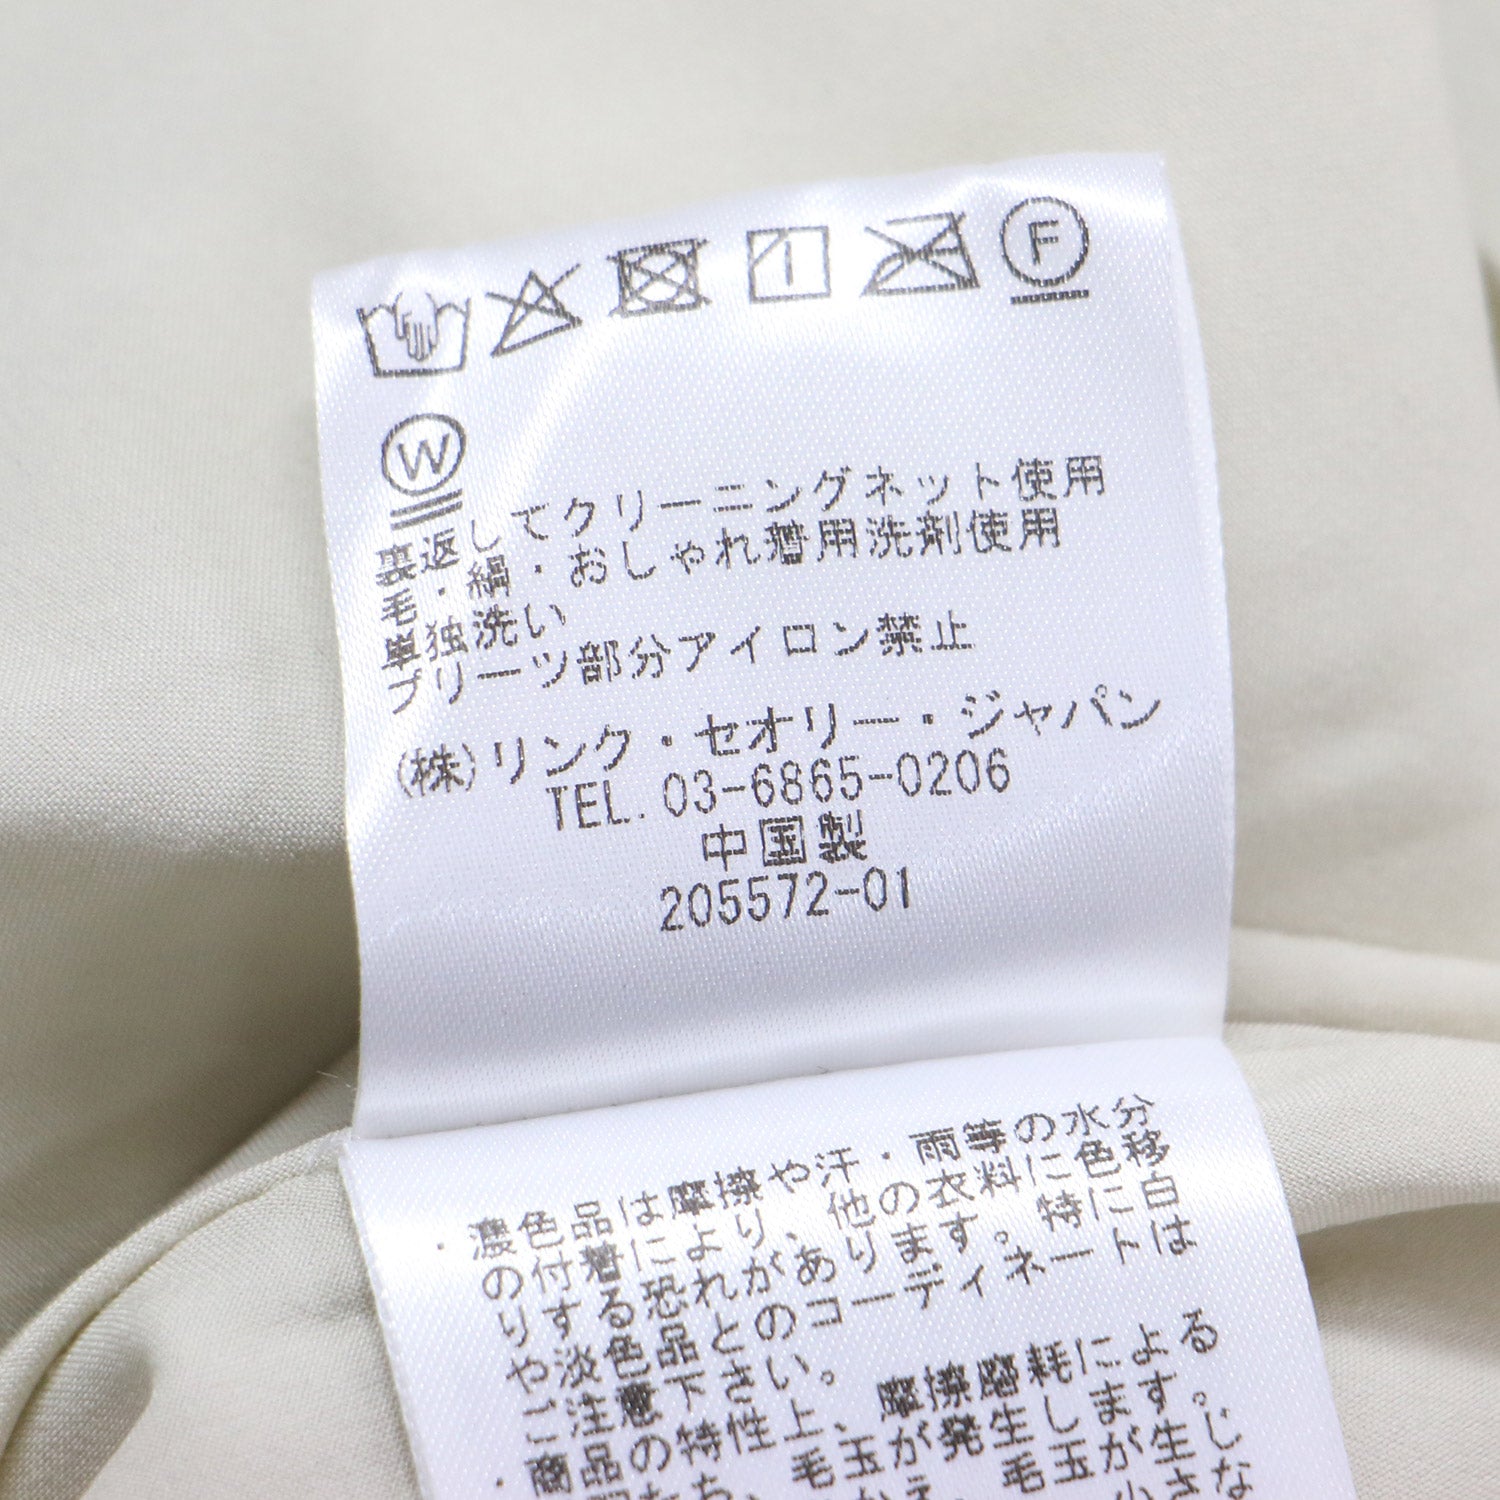 F
W
裏返してクリーニングネット使用
毛・絹・おしゃれ着用洗剤使用
単独洗い
プリーツ部分アイロン禁止
(株)リンク・セオリー・ジャパン
TEL. 03-6865-0206
中国製
205572-01
・濃色品は摩擦や汗・雨等の水分
の付着により、他の衣料に色移
りする恐れがあります。特に白
や淡色品とのコーディネートは
ご注意下さい。
・商品の特性上、摩擦磨耗による
毛玉が発生しますが